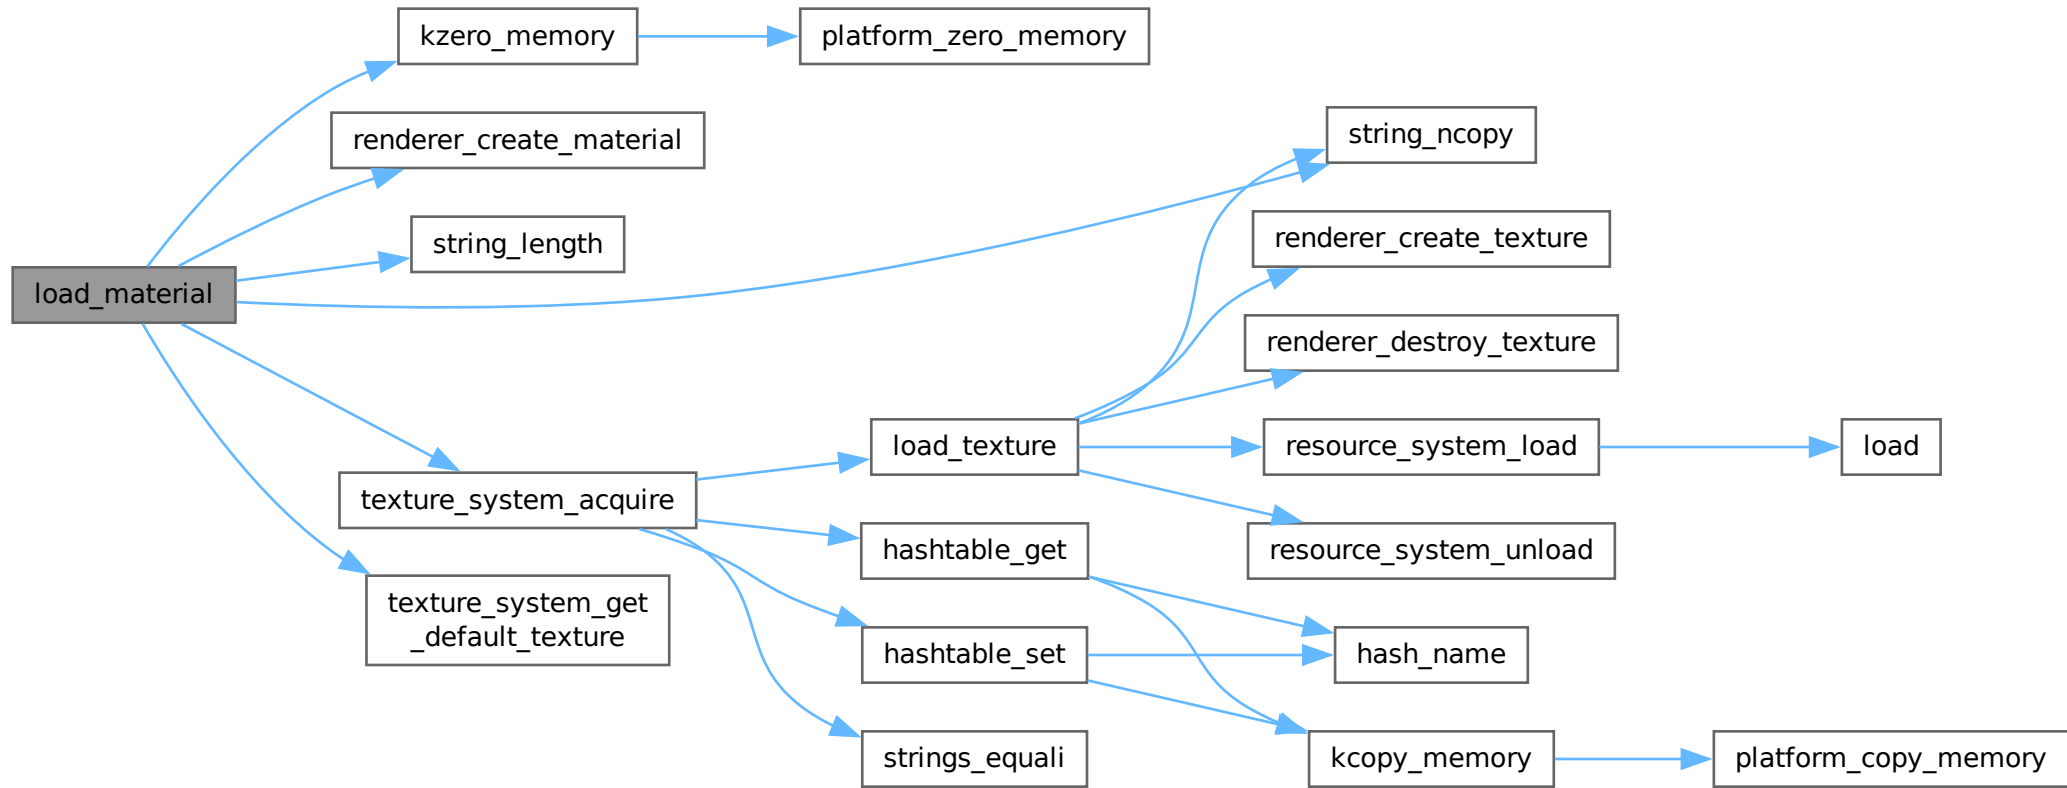 kzero_memory
platform_zero_memory
string_ncopy
renderer_create_material
renderer_create_texture
string_length
load_material
renderer_destroy_texture
load_texture
resource_system_load
load
texture_system_acquire
hashtable_get
resource_system_unload
texture_system_get
_default_texture
hashtable_set
hash_name
strings_equali
kcopy_memory
platform_copy_memory